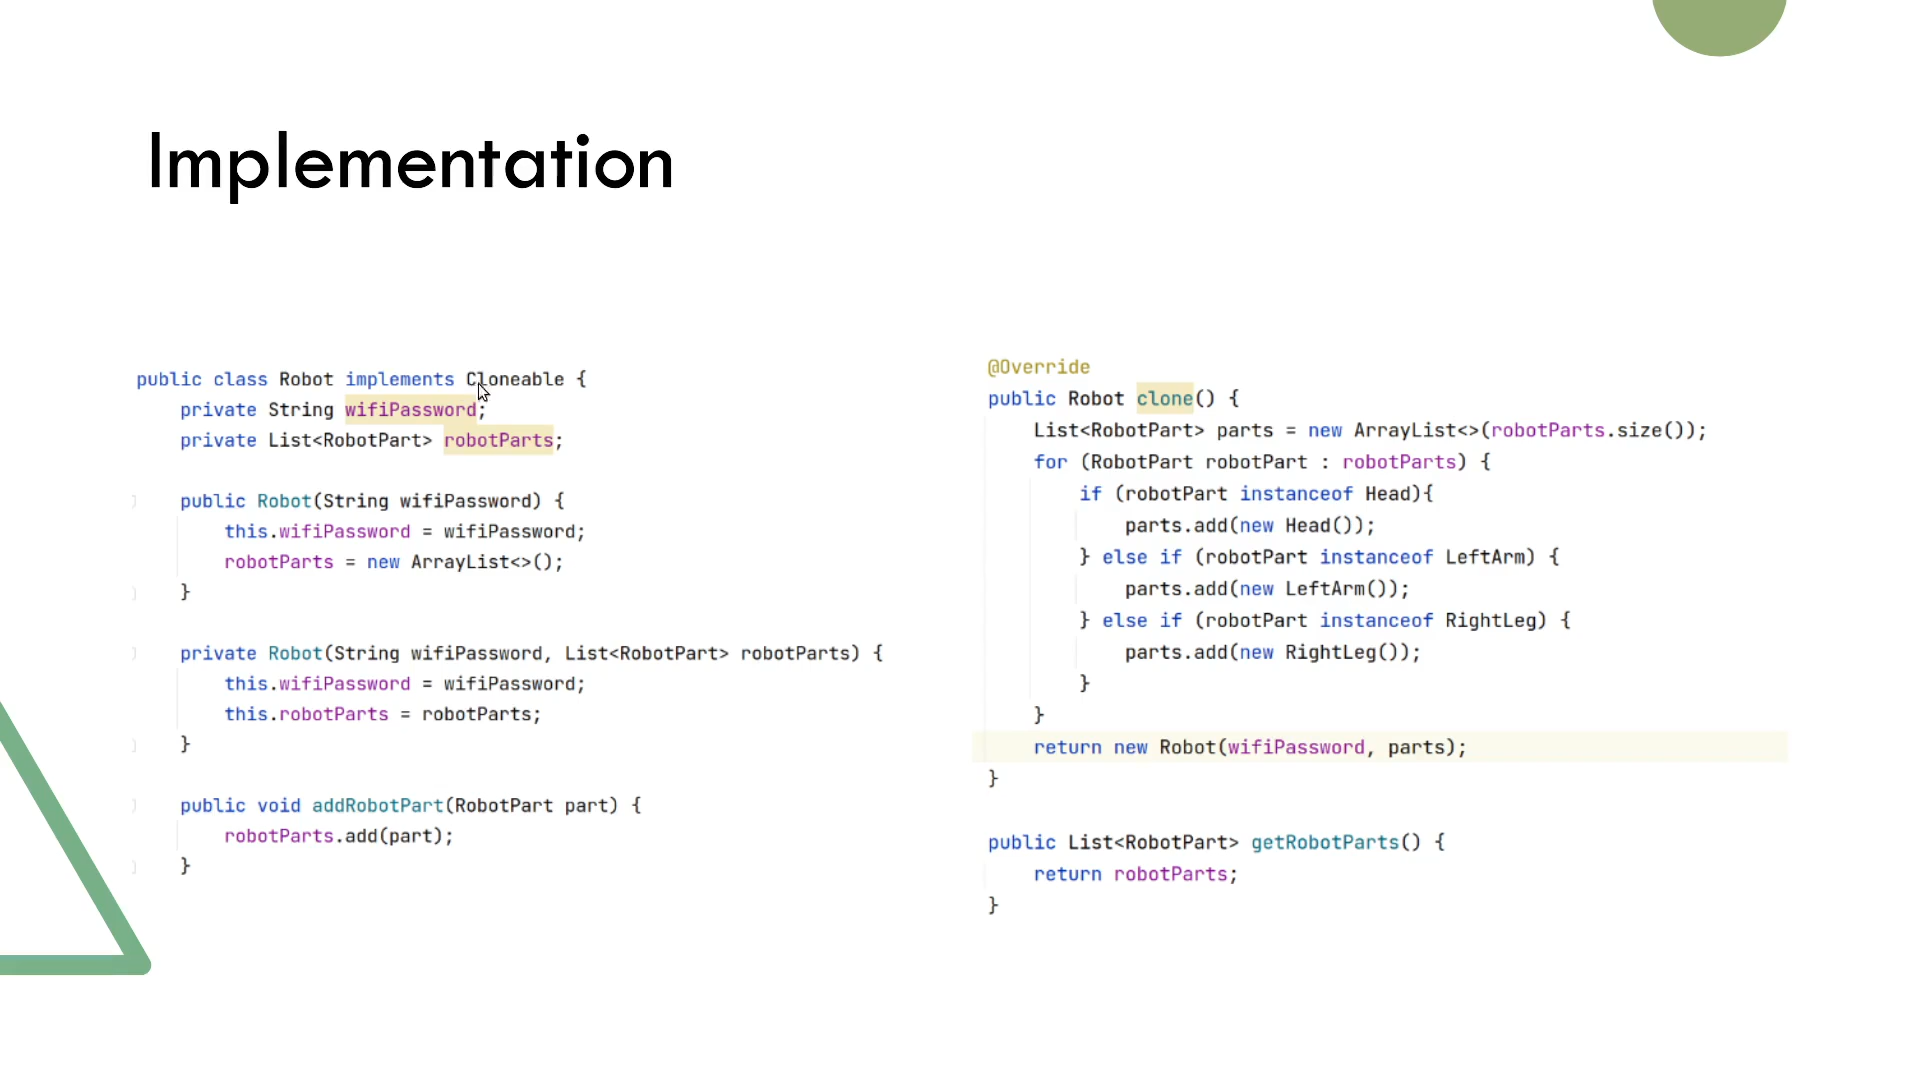 Implementation
public class Robot implements Cloneable {
private String wifiPassword;
private List<RobotPart> robotParts;
public Robot(String wifiPassword) {
this.wifiPassword = wifiPassword;
robotParts = new ArrayList<>();
}
private Robot(String wifiPassword, List<RobotPart> robotParts) {
this.wifiPassword = wifiPassword;
this.robotParts = robotParts;
}
public void addRobotPart(RobotPart part) {
robotParts.add(part);
}
@Override
public Robot clone() {
List<RobotPart> parts = new ArrayList<>(robotParts.size());
for (RobotPart robotPart : robotParts) {
if (robotPart instanceof Head){
parts.add(new Head());
} else if (robotPart instanceof LeftArm) {
parts.add(new LeftArm());
} else if (robotPart instanceof RightLeg) {
parts.add(new RightLeg());
}
}
return new Robot(wifiPassword, parts);
}
public List<RobotPart> getRobotParts() {
return robotParts;
}